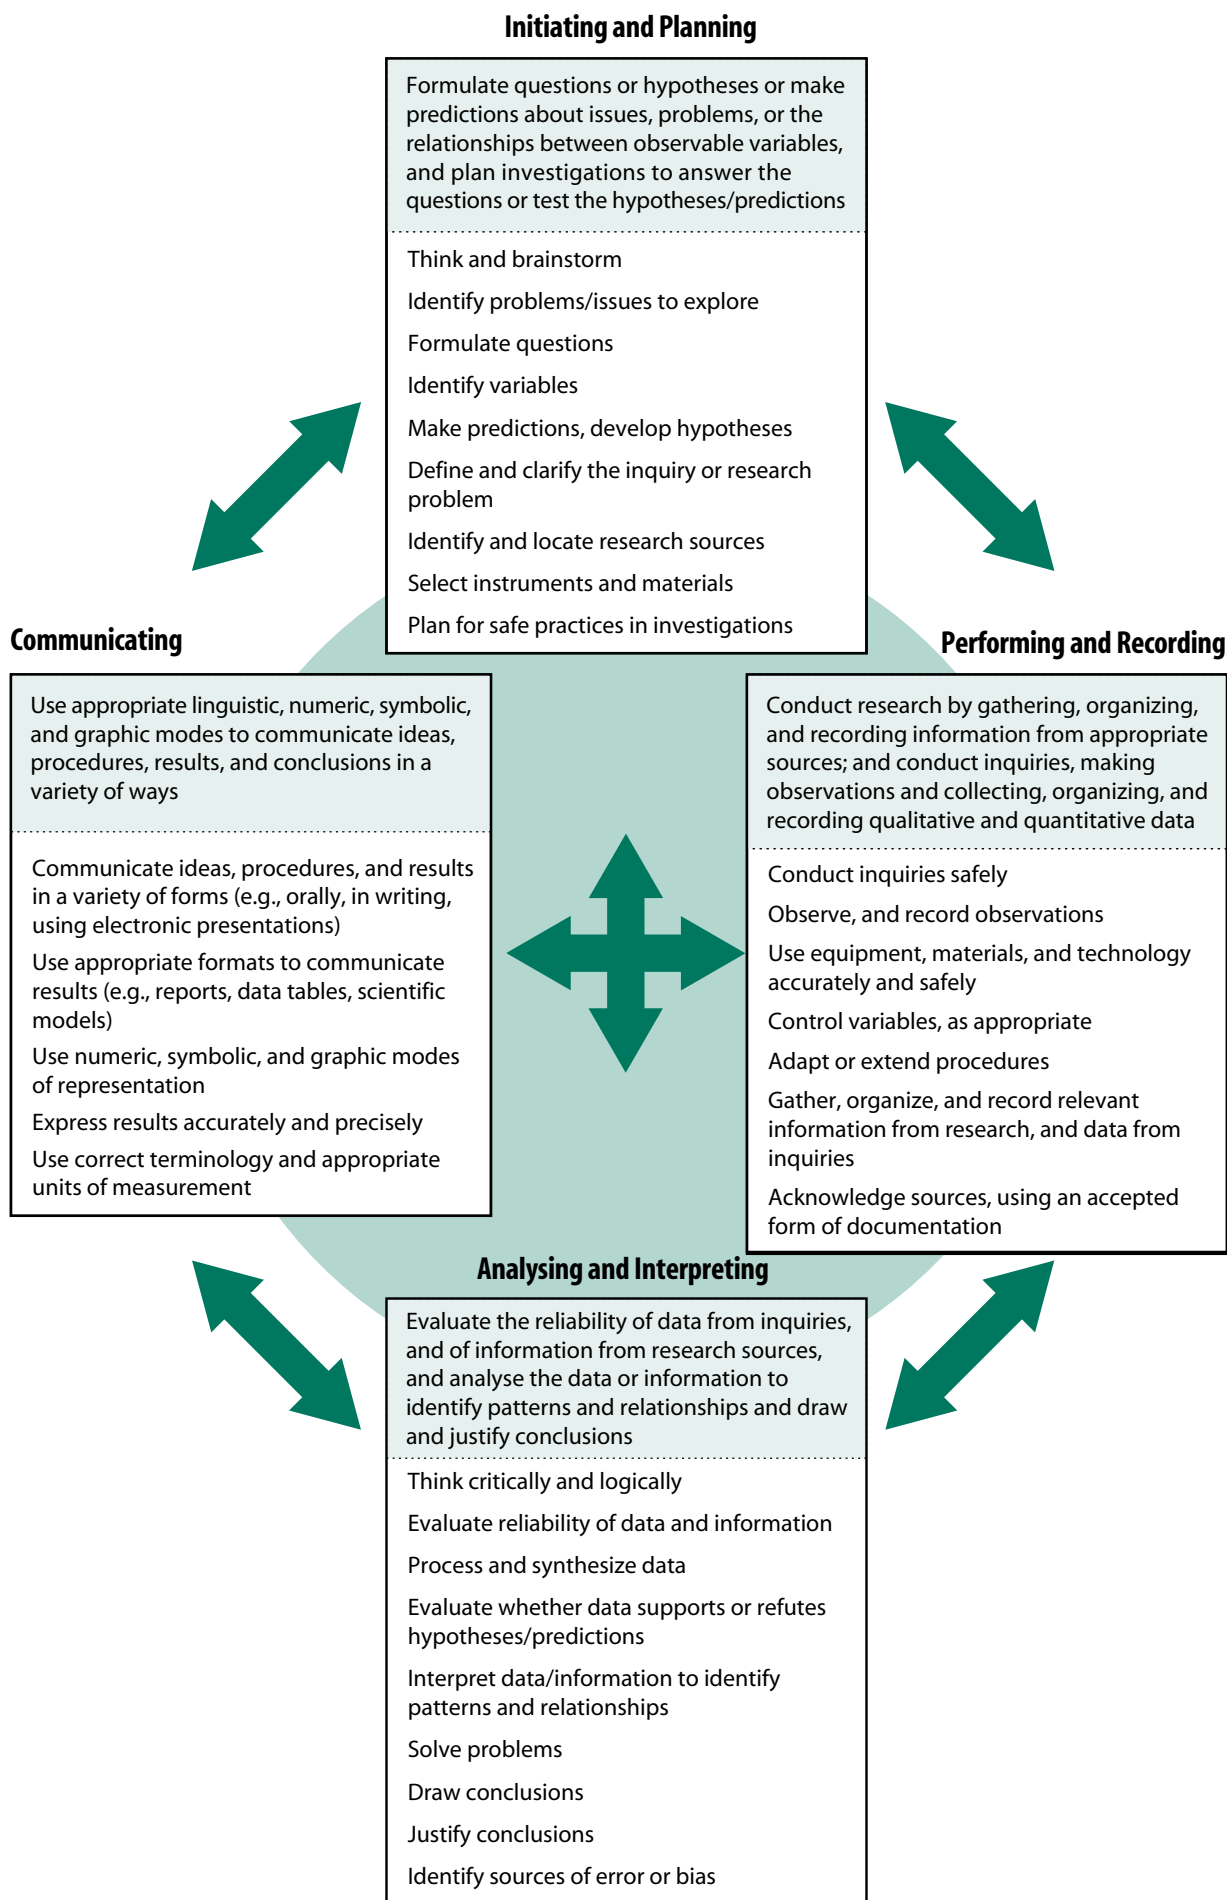 Initiating and Planning
Formulate questions or hypotheses or make
predictions about issues, problems, or the
relationships between observable variables,
and plan investigations to answer the
questions or test the hypotheses/predictions
Think and brainstorm
Identify problems/issues to explore
Formulate questions
Identify variables
Make predictions, develop hypotheses
Define and clarify the inquiry or research
problem
Identify and locate research sources
Select instruments and materials
Plan for safe practices in investigations
Communicating
Use appropriate linguistic, numeric, symbolic,
and graphic modes to communicate ideas,
procedures, results, and conclusions in a
variety of ways
Communicate ideas, procedures, and results
in a variety of forms (e.g., orally, in writing,
using electronic presentations)
Use appropriate formats to communicate
results (e.g., reports, data tables, scientific
models)
Use numeric, symbolic, and graphic modes
of representation
Express results accurately and precisely
Use correct terminology and appropriate
units of measurement
Performing and Recording
Conduct research by gathering, organizing,
and recording information from appropriate
sources; and conduct inquiries, making
observations and collecting, organizing, and
recording qualitative and quantitative data
Conduct inquiries safely
Observe, and record observations
Use equipment, materials, and technology
accurately and safely
Control variables, as appropriate
Adapt or extend procedures
Gather, organize, and record relevant
information from research, and data from
inquiries
Acknowledge sources, using an accepted
form of documentation
Analysing and Interpreting
Evaluate the reliability of data from inquiries,
and of information from research sources,
and analyse the data or information to
identify patterns and relationships and draw
and justify conclusions
Think critically and logically
Evaluate reliability of data and information
Process and synthesize data
Evaluate whether data supports or refutes
hypotheses/predictions
Interpret data/information to identify
patterns and relationships
Solve problems
Draw conclusions
Justify conclusions
Identify sources of error or bias